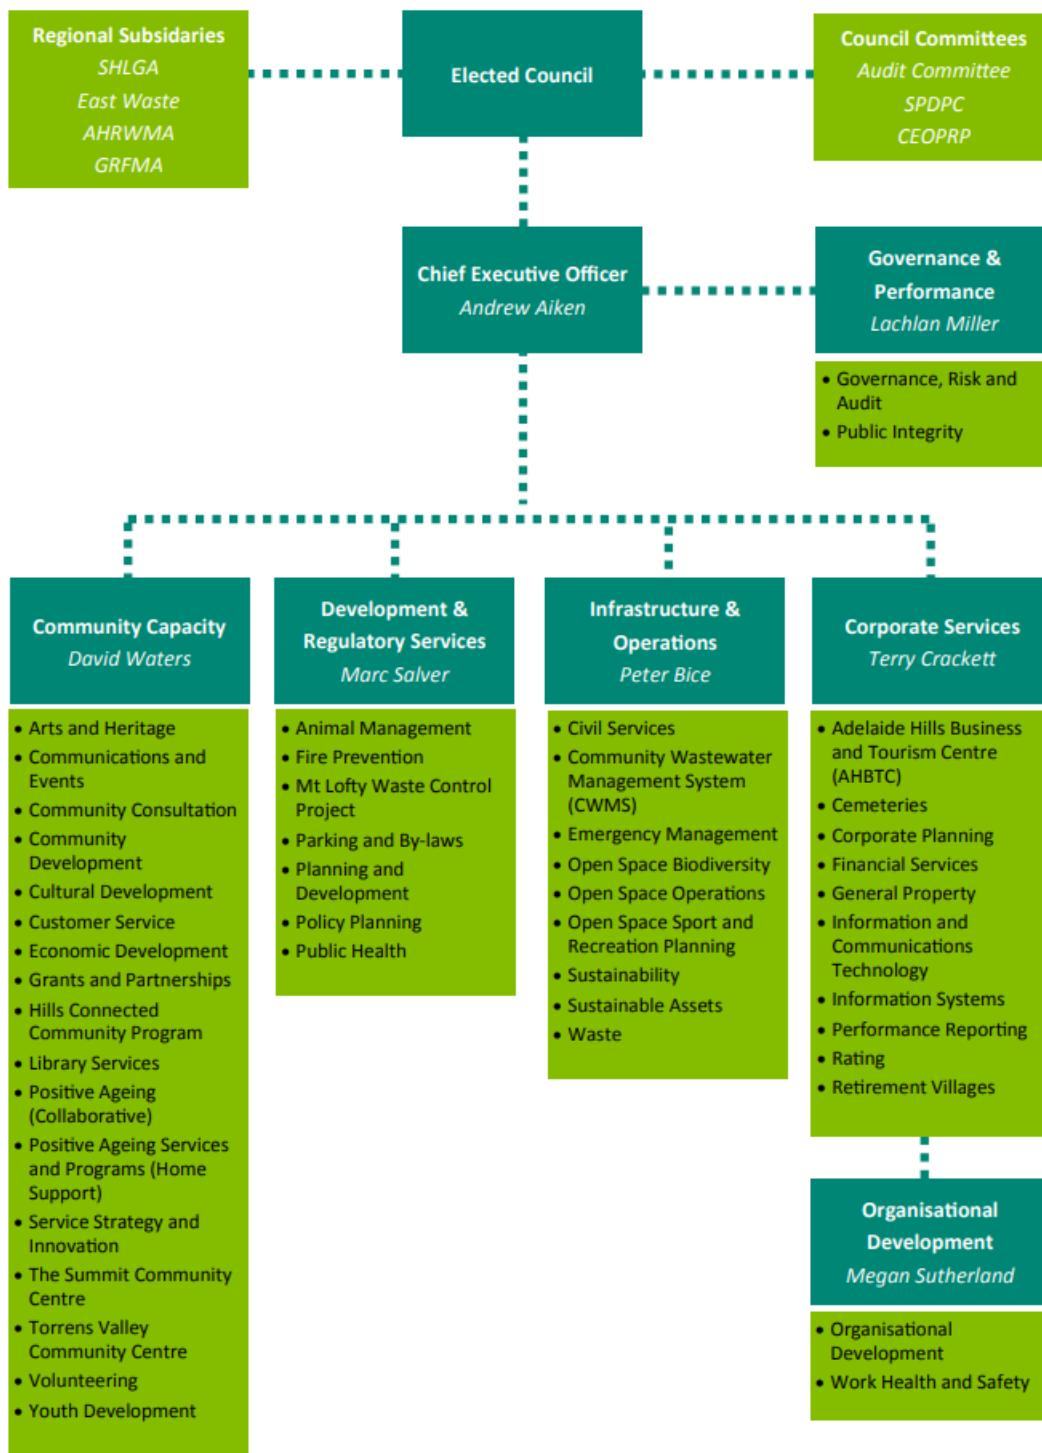 Regional Subsidaries
SHLGA
East Waste
AHRWMA
GRFMA
Elected Council
Council Committees
Audit Committee
SPDPC
CEOPRP
Chief Executive Officer
Andrew Aiken
Governance &
Performance
Lachlan Miller
• Governance, Risk and
Audit
• Public Integrity
Community Capacity
David Waters
• Arts and Heritage
• Communications and
Events
• Community Consultation
• Community
Development
• Cultural Development
• Customer Service
• Economic Development
• Grants and Partnerships
• Hills Connected
Community Program
• Library Services
• Positive Ageing
(Collaborative)
• Positive Ageing Services
and Programs (Home
Support)
• Service Strategy and
Innovation
• The Summit Community
Centre
• Torrens Valley
Community Centre
• Volunteering
• Youth Development
Development &
Regulatory Services
Marc Salver
• Animal Management
• Fire Prevention
• Mt Lofty Waste Control
Project
• Parking and By-laws
• Planning and
Development
• Policy Planning
• Public Health
Infrastructure &
Operations
Peter Bice
• Civil Services
• Community Wastewater
Management System
(CWMS)
• Emergency Management
• Open Space Biodiversity
• Open Space Operations
• Open Space Sport and
Recreation Planning
• Sustainability
• Sustainable Assets
• Waste
Corporate Services
Terry Crackett
• Adelaide Hills Business
and Tourism Centre
(AHBTC)
• Cemeteries
• Corporate Planning
• Financial Services
• General Property
• Information and
Communications
Technology
• Information Systems
• Performance Reporting
• Rating
• Retirement Villages
Organisational
Development
Megan Sutherland
• Organisational
Development
• Work Health and Safety